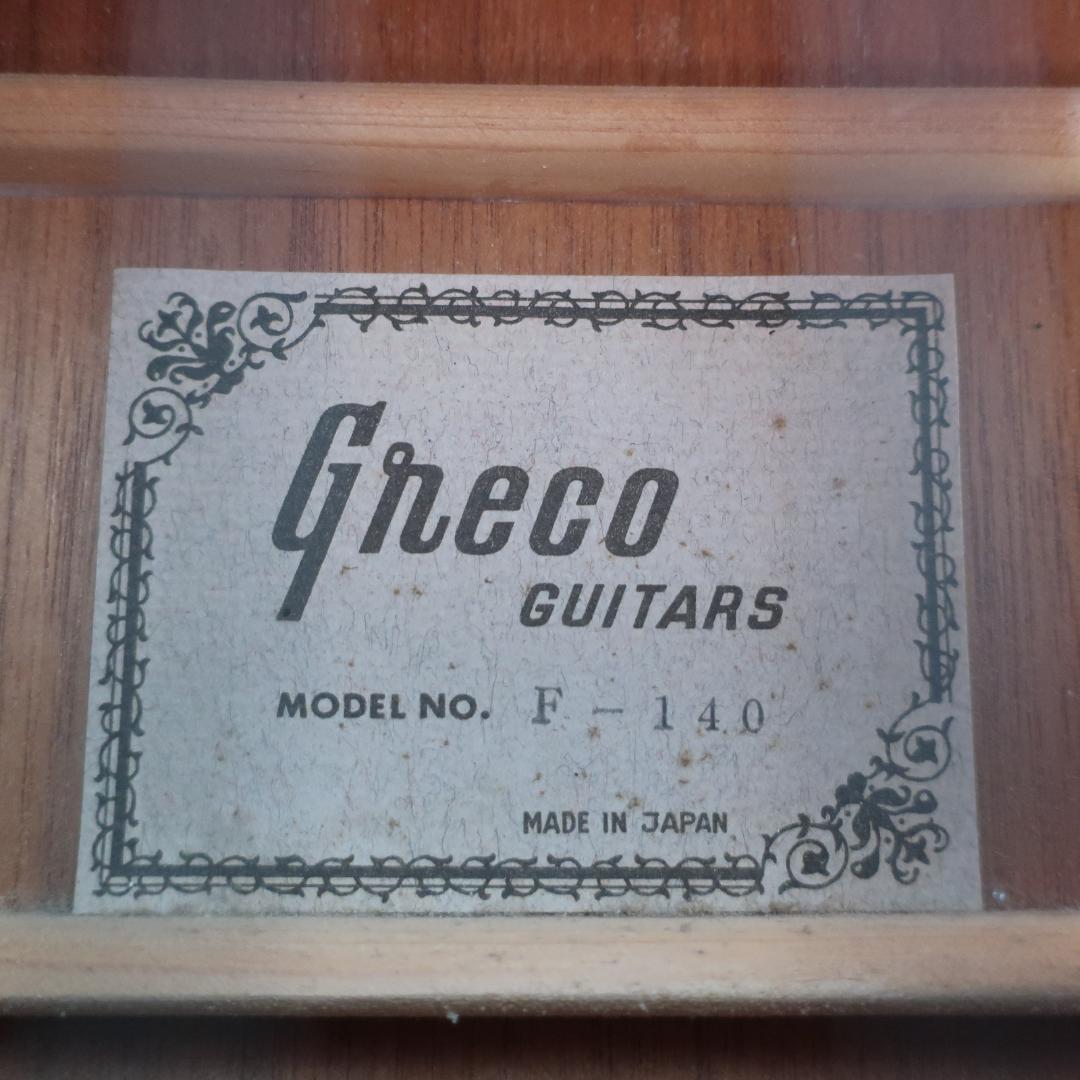 Greco
GUITARS
MODEL NO. F-140
MADE IN JAPAN